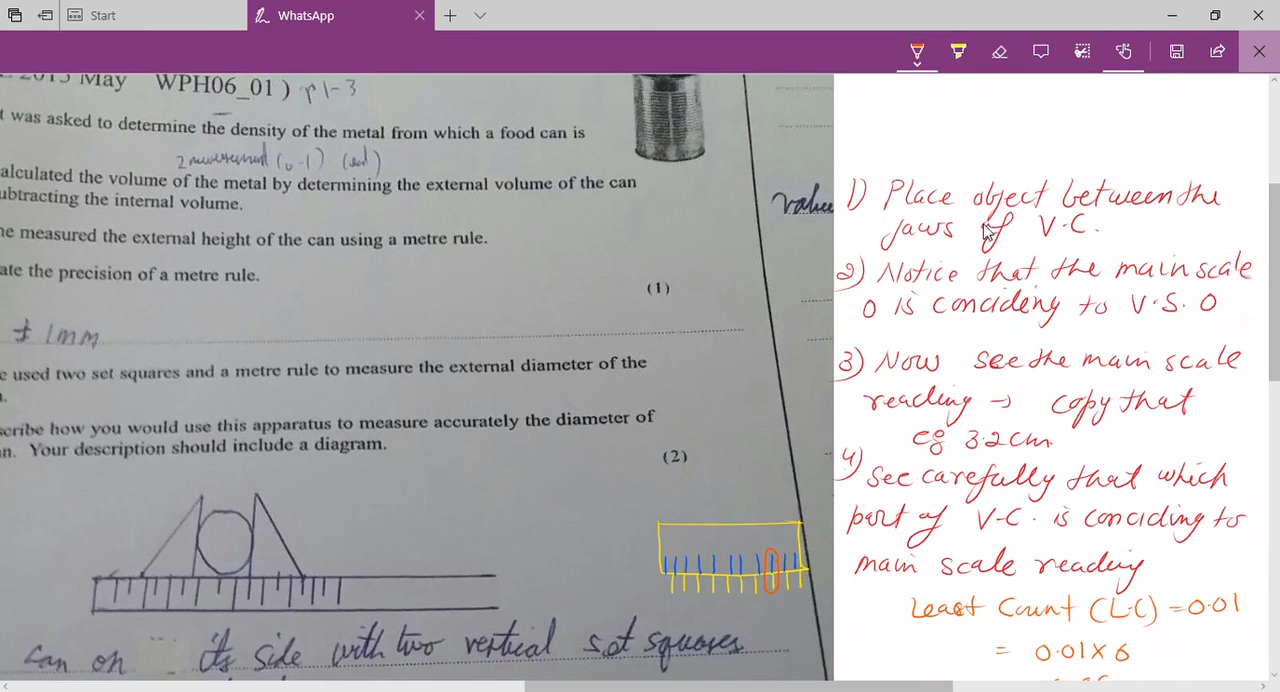 Start
WhatsApp
2015 May WPH06_01 ) p1-3
t was asked to determine the density of the metal from which a food can is
2 measurement
alculated the volume of the metal by determining the external volume of the can
ubtracting the internal volume.
he measured the external height of the can using a metre rule.
ate the precision of a metre rule.
(1)
± 1mm
e used two set squares and a metre rule to measure the external diameter of the
n.
scribe how you would use this apparatus to measure accurately the diameter of
n. Your description should include a diagram.
(2)
can on its side with two vertical set squares
value
1) Place object between the
jaws of V.C.
2) Notice that the main scale
0 is conciding to V.S. 0
3) Now see the main scale
reading → copy that
eg 3.2cm
4) See carefully that which
part of V-C. is conciding to
main scale reading
Least Count (L.C) = 0.01
= 0.01 x 6